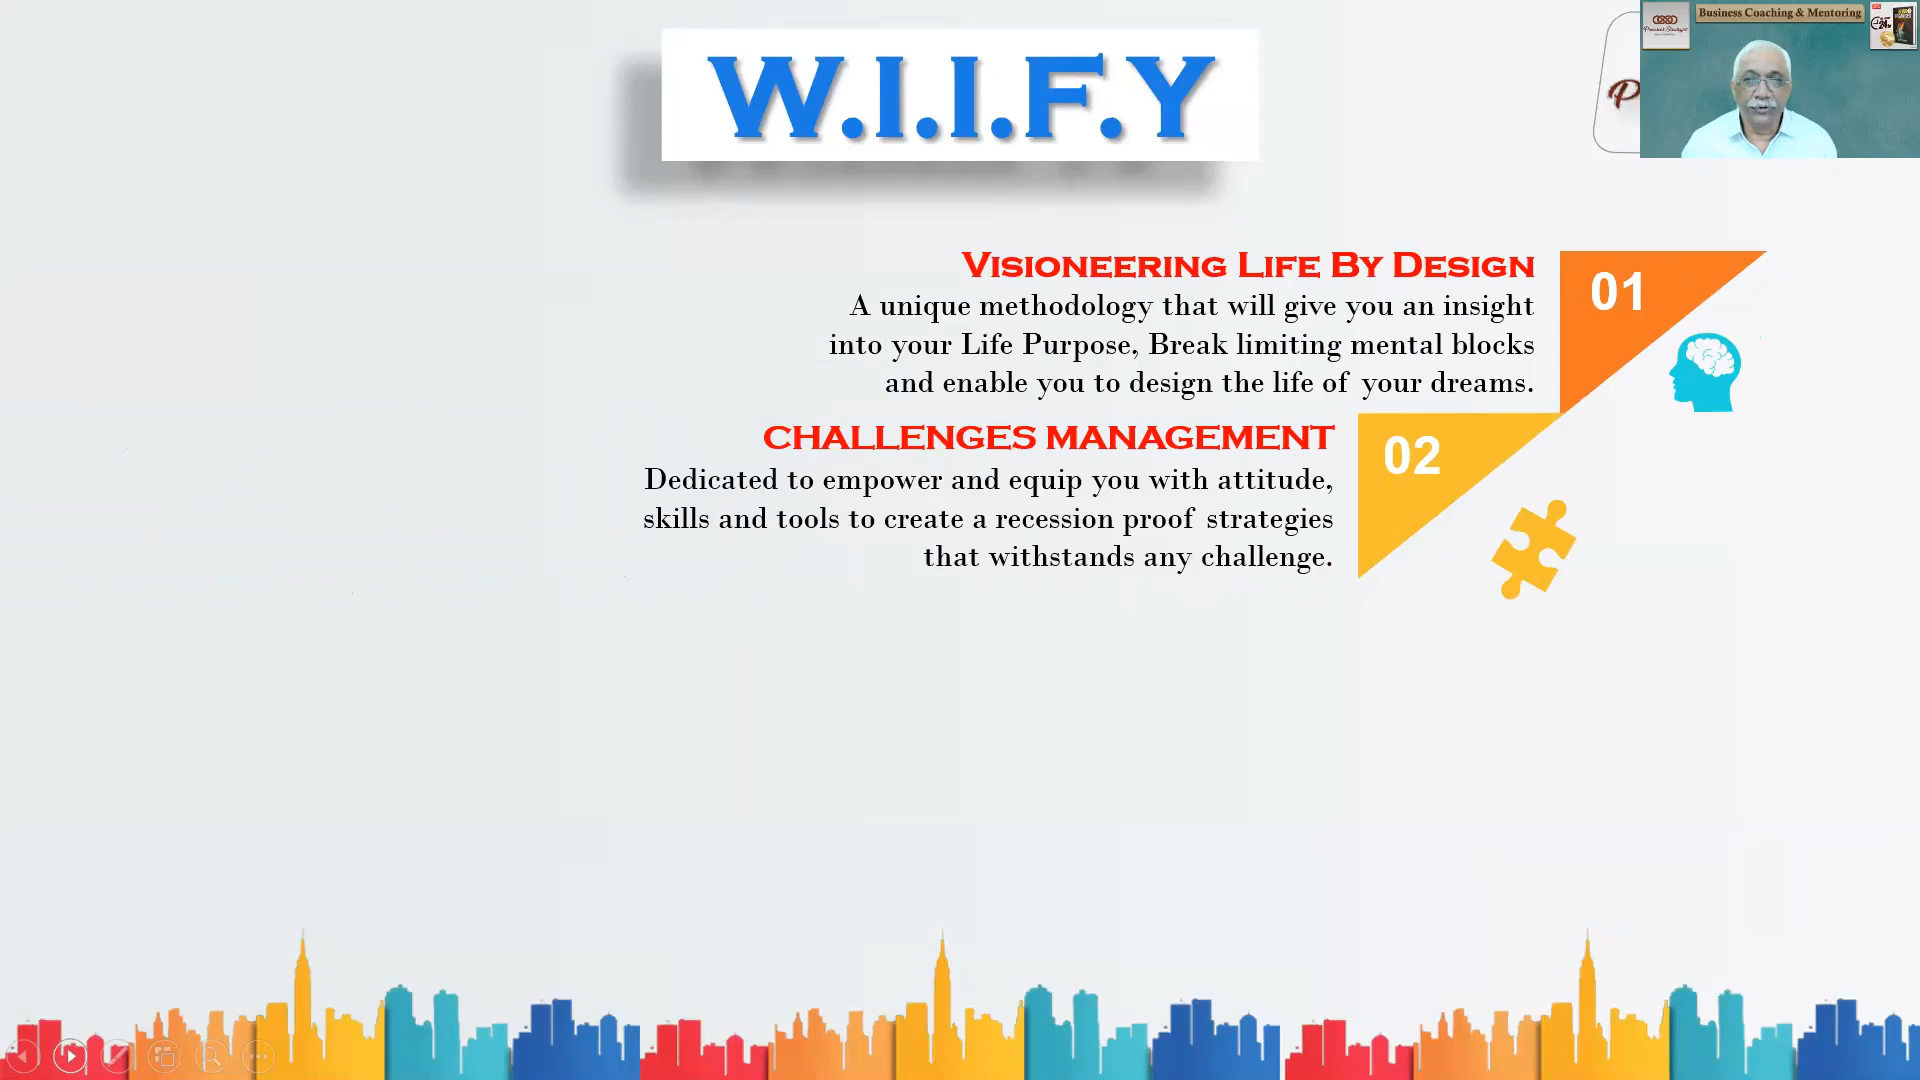 W.I.I.F.Y
Business Coaching & Mentoring
Visioneering Life By Design
01
A unique methodology that will give you an insight
into your Life Purpose, Break limiting mental blocks
and enable you to design the life of your dreams.
CHALLENGES MANAGEMENT
02
Dedicated to empower and equip you with attitude,
skills and tools to create a recession proof strategies
that withstands any challenge.